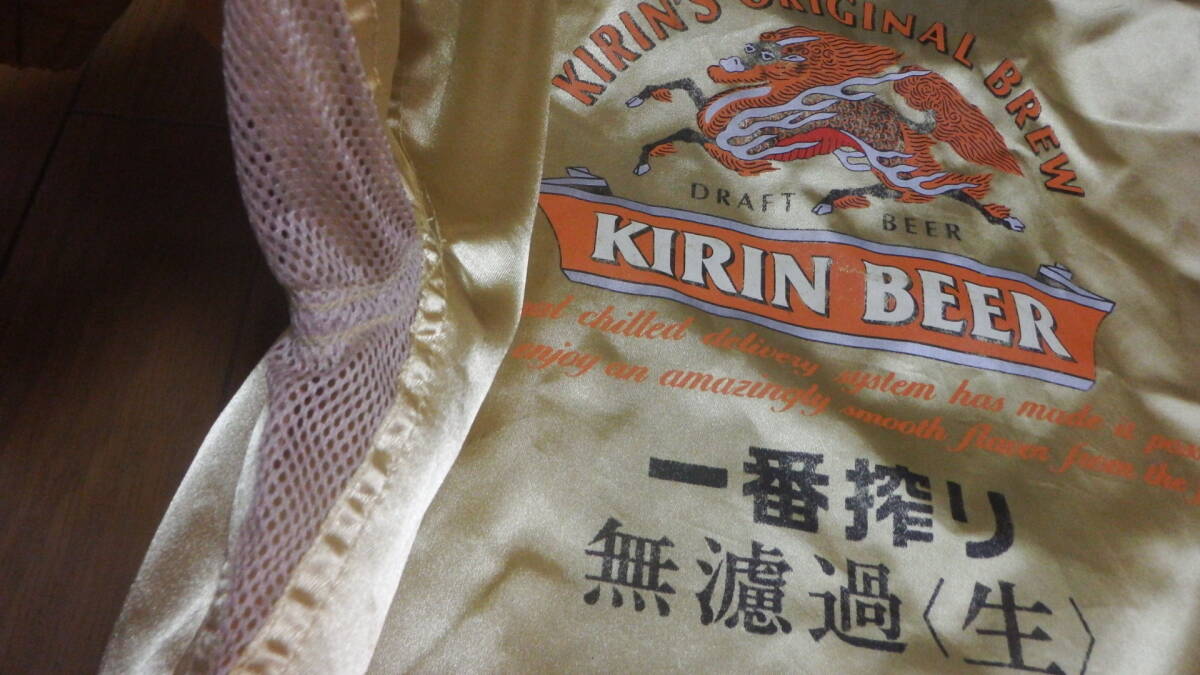 KIRIN'S ORIGINAL BREW
DRAFT BEER
KIRIN BEER
chilled delivery system has made it
enjoy an amazingly smooth flavor from the
一番搾り
無濾過〈生〉